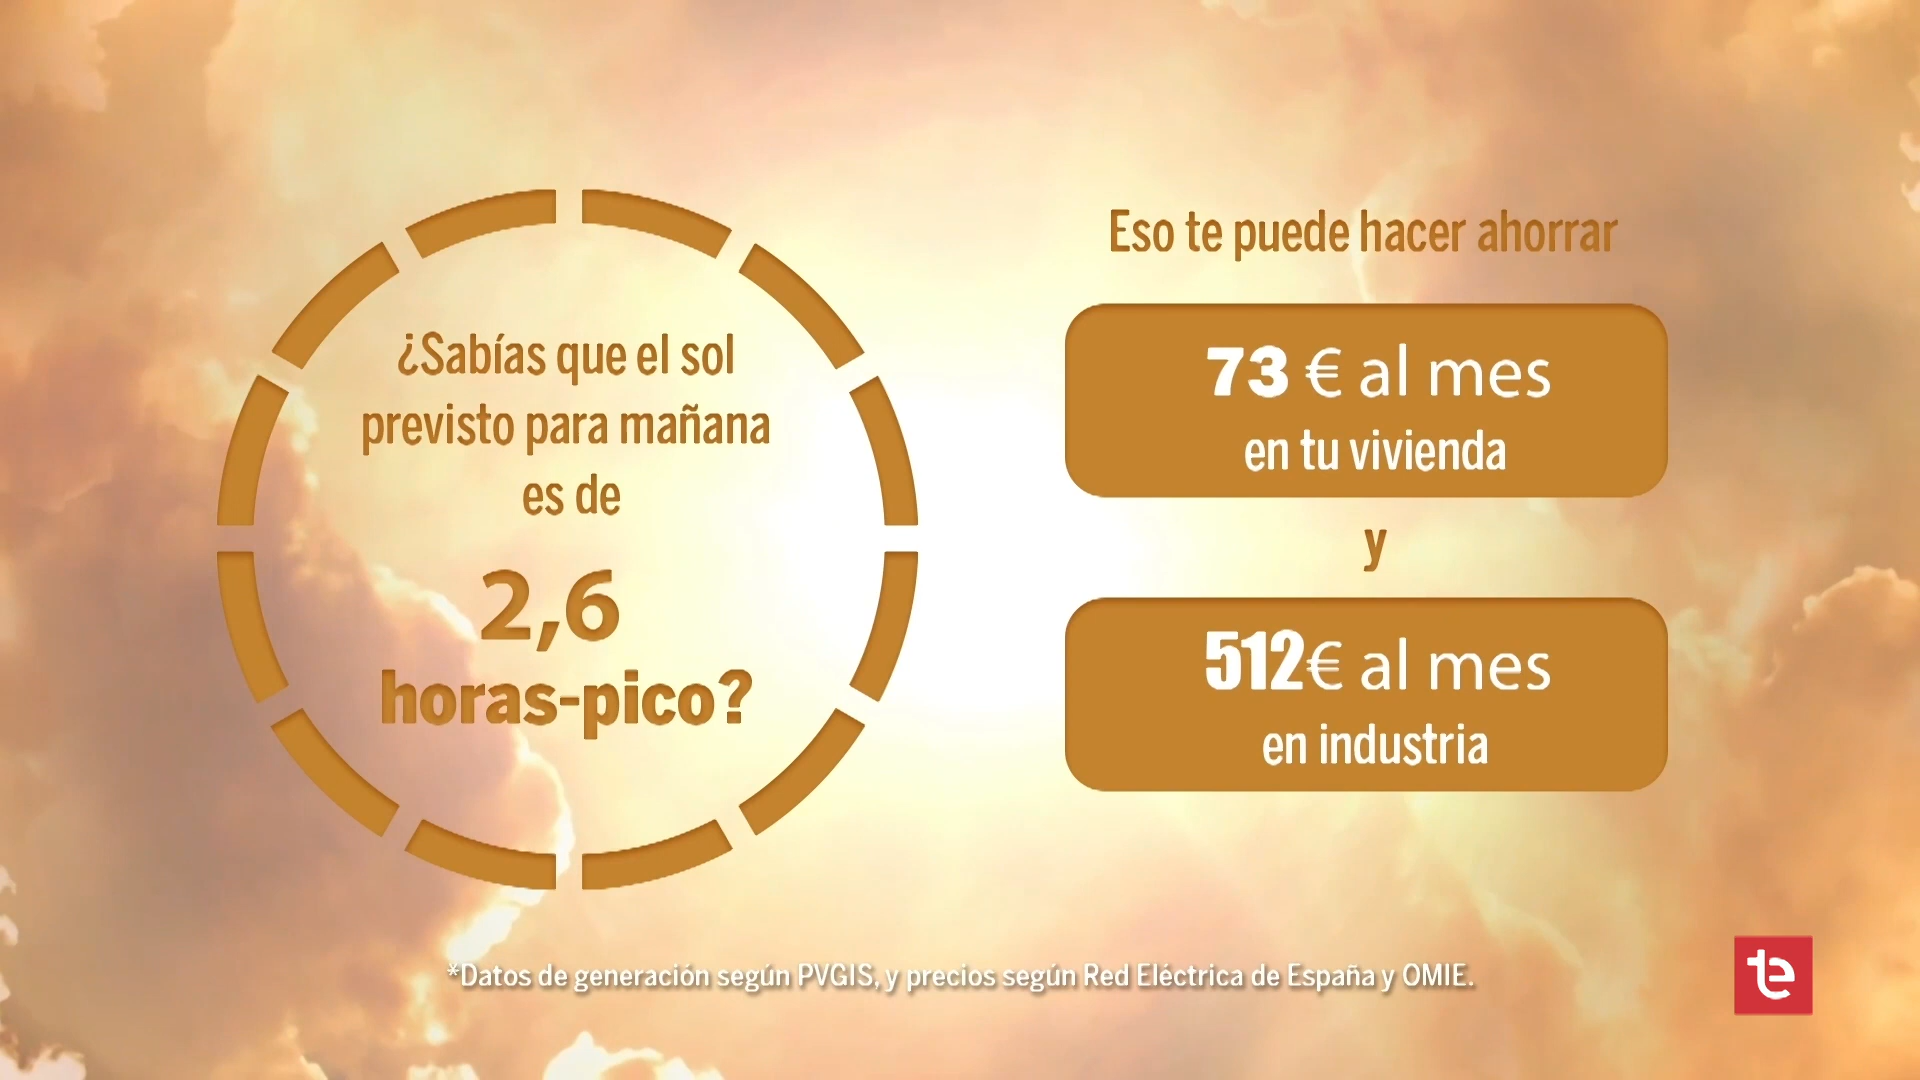 ¿Sabías que el sol
previsto para mañana
es de
2,6
horas-pico?
Eso te puede hacer ahorrar
73 € al mes
en tu vivienda
y
512€ al mes
en industria
*Datos de generación según PVGIS, y precios según Red Eléctrica de España y OMIE.
te